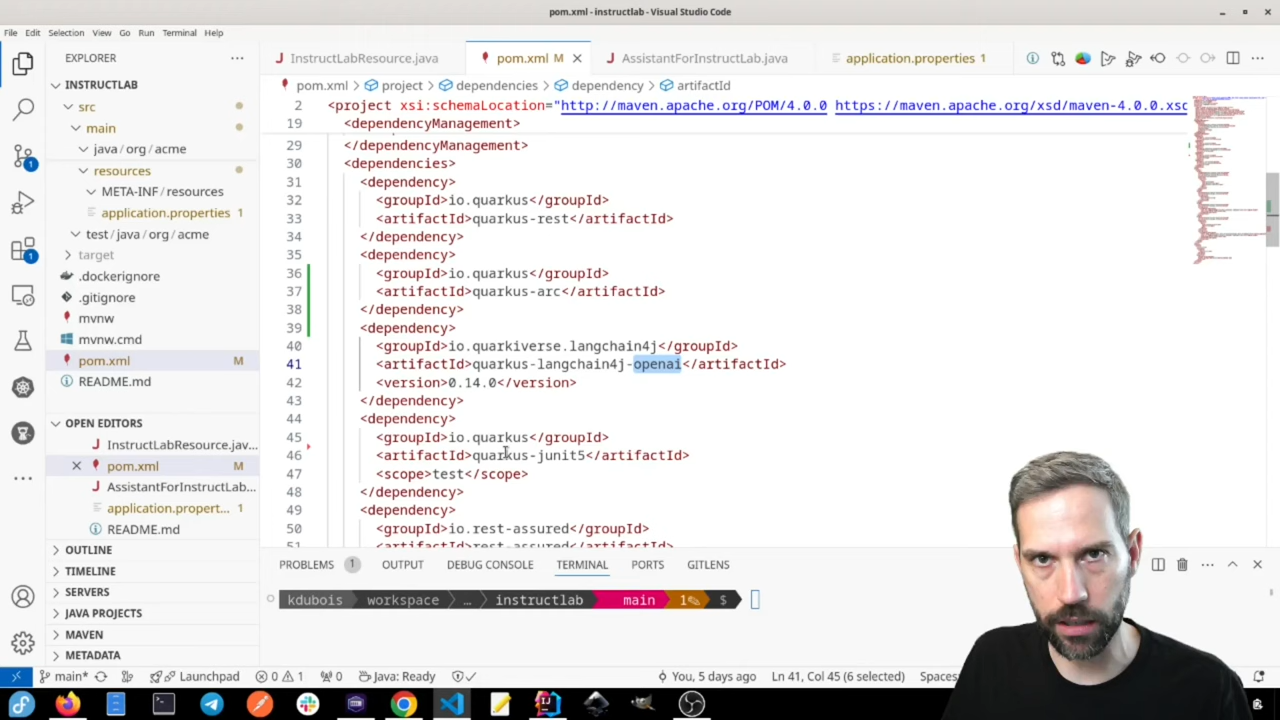 pom.xml - instructlab - Visual Studio Code
File Edit Selection View Go Run Terminal Help
EXPLORER
INSTRUCTLAB
src
main
java / org / acme
resources
META-INF / resources
application.properties 1
test / java / org / acme
target
.dockerignore
.gitignore
mvnw
mvnw.cmd
pom.xml M
README.md
OPEN EDITORS
InstructLabResource.jav...
pom.xml M
AssistantForInstructLab...
application.propert... 1
README.md
OUTLINE
TIMELINE
SERVERS
JAVA PROJECTS
MAVEN
METADATA
InstructLabResource.java
pom.xml M
AssistantForInstructLab.java
application.properties 1
pom.xml > project > dependencies > dependency > artifactId
2 <project xsi:schemaLocation="http://maven.apache.org/POM/4.0.0 https://maven.apache.org/xsd/maven-4.0.0.xsc
19 <dependencyManagement>
29 </dependencyManagement>
30 <dependencies>
31 <dependency>
32 <groupId>io.quarkus</groupId>
33 <artifactId>quarkus-rest</artifactId>
34 </dependency>
35 <dependency>
36 <groupId>io.quarkus</groupId>
37 <artifactId>quarkus-arc</artifactId>
38 </dependency>
39 <dependency>
40 <groupId>io.quarkiverse.langchain4j</groupId>
41 <artifactId>quarkus-langchain4j-openai</artifactId>
42 <version>0.14.0</version>
43 </dependency>
44 <dependency>
45 <groupId>io.quarkus</groupId>
46 <artifactId>quarkus-junit5</artifactId>
47 <scope>test</scope>
48 </dependency>
49 <dependency>
50 <groupId>io.rest-assured</groupId>
51 <artifactId>rest-assured</artifactId>
PROBLEMS 1 OUTPUT DEBUG CONSOLE TERMINAL PORTS GITLENS
kdubois workspace … instructlab main 1 $
main* 0 1 0 Launchpad Java: Ready You, 5 days ago Ln 41, Col 45 (6 selected) Spaces: